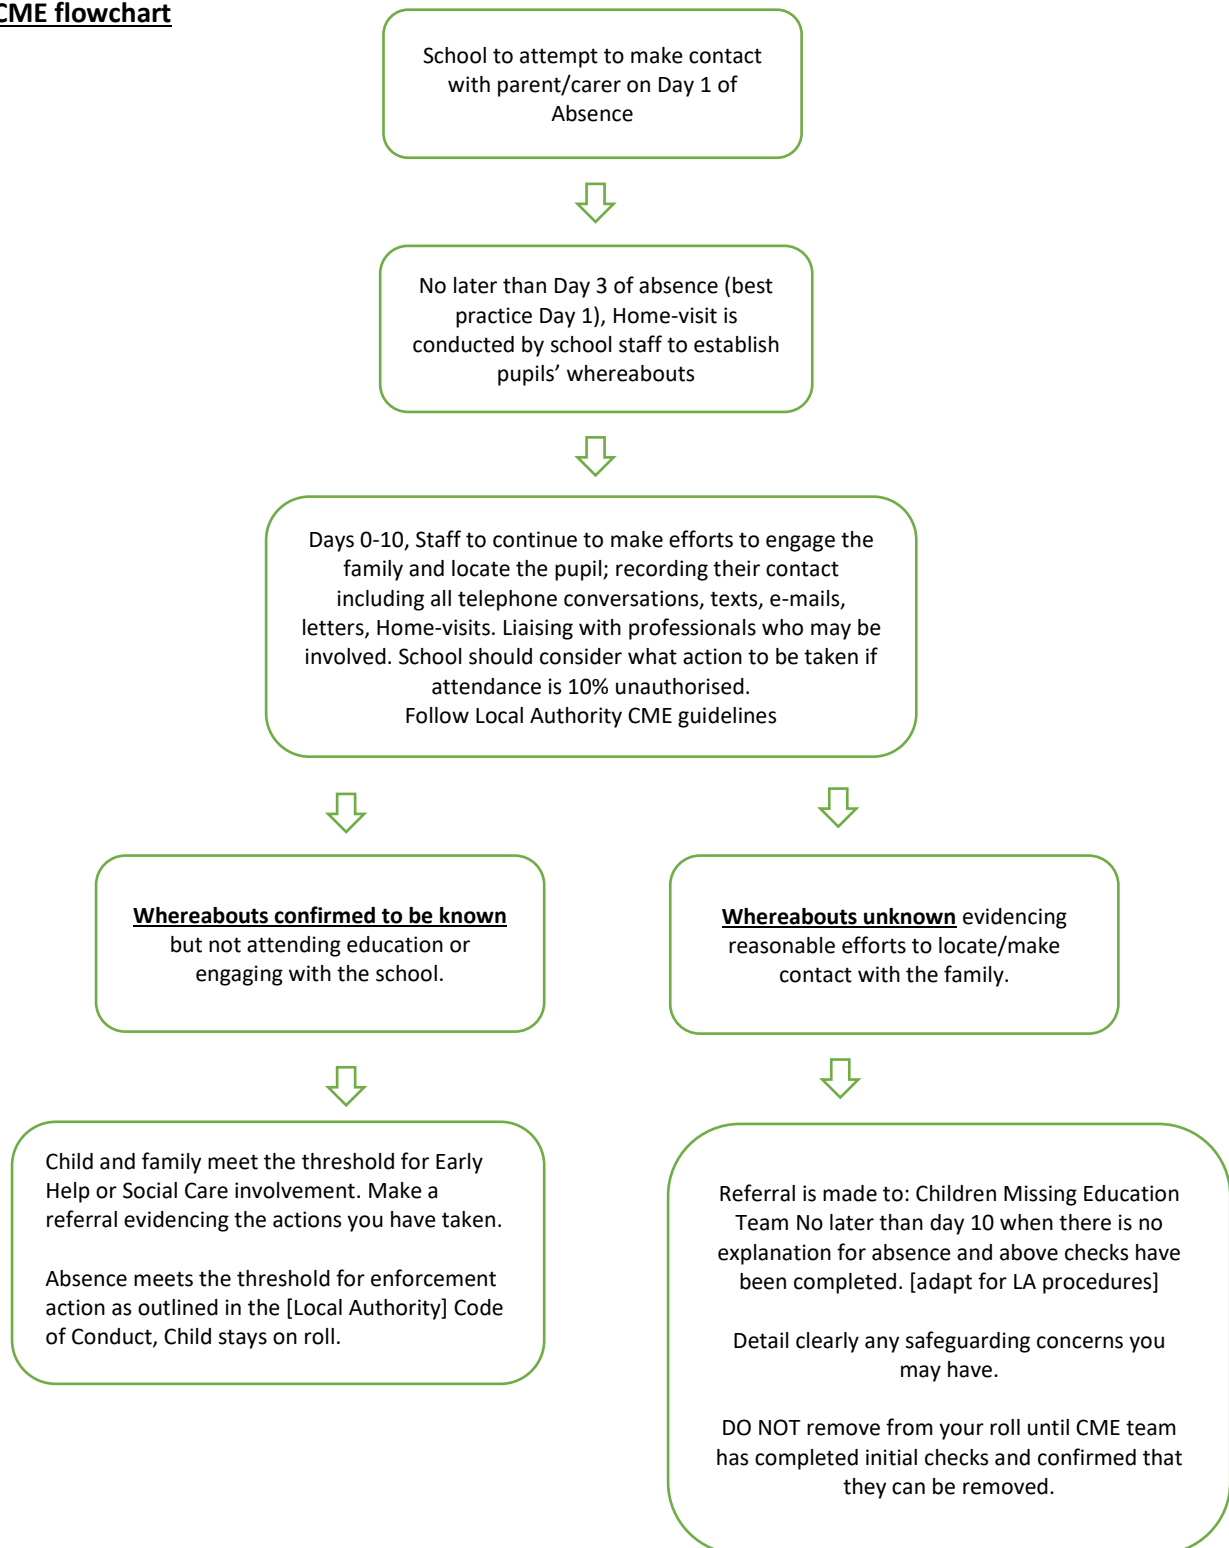 CME flowchart
School to attempt to make contact
with parent/carer on Day 1 of
Absence
No later than Day 3 of absence (best
practice Day 1), Home-visit is
conducted by school staff to establish
pupils’ whereabouts
Days 0-10, Staff to continue to make efforts to engage the
family and locate the pupil; recording their contact
including all telephone conversations, texts, e-mails,
letters, Home-visits. Liaising with professionals who may be
involved. School should consider what action to be taken if
attendance is 10% unauthorised.
Follow Local Authority CME guidelines
Whereabouts confirmed to be known
but not attending education or
engaging with the school.
Whereabouts unknown evidencing
reasonable efforts to locate/make
contact with the family.
Child and family meet the threshold for Early
Help or Social Care involvement. Make a
referral evidencing the actions you have taken.
Absence meets the threshold for enforcement
action as outlined in the [Local Authority] Code
of Conduct, Child stays on roll.
Referral is made to: Children Missing Education
Team No later than day 10 when there is no
explanation for absence and above checks have
been completed. [adapt for LA procedures]
Detail clearly any safeguarding concerns you
may have.
DO NOT remove from your roll until CME team
has completed initial checks and confirmed that
they can be removed.